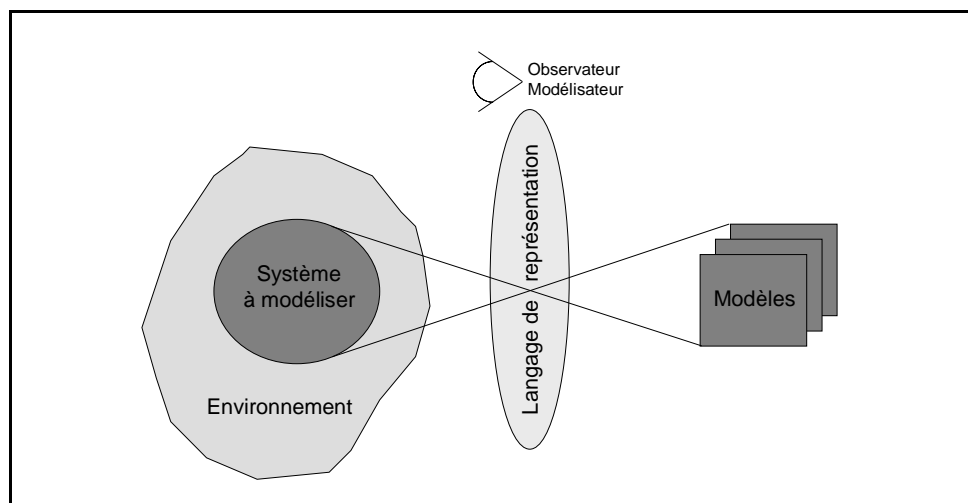 Observateur
Modélisateur
Langage de représentation
Système
à modéliser
Modèles
Environnement